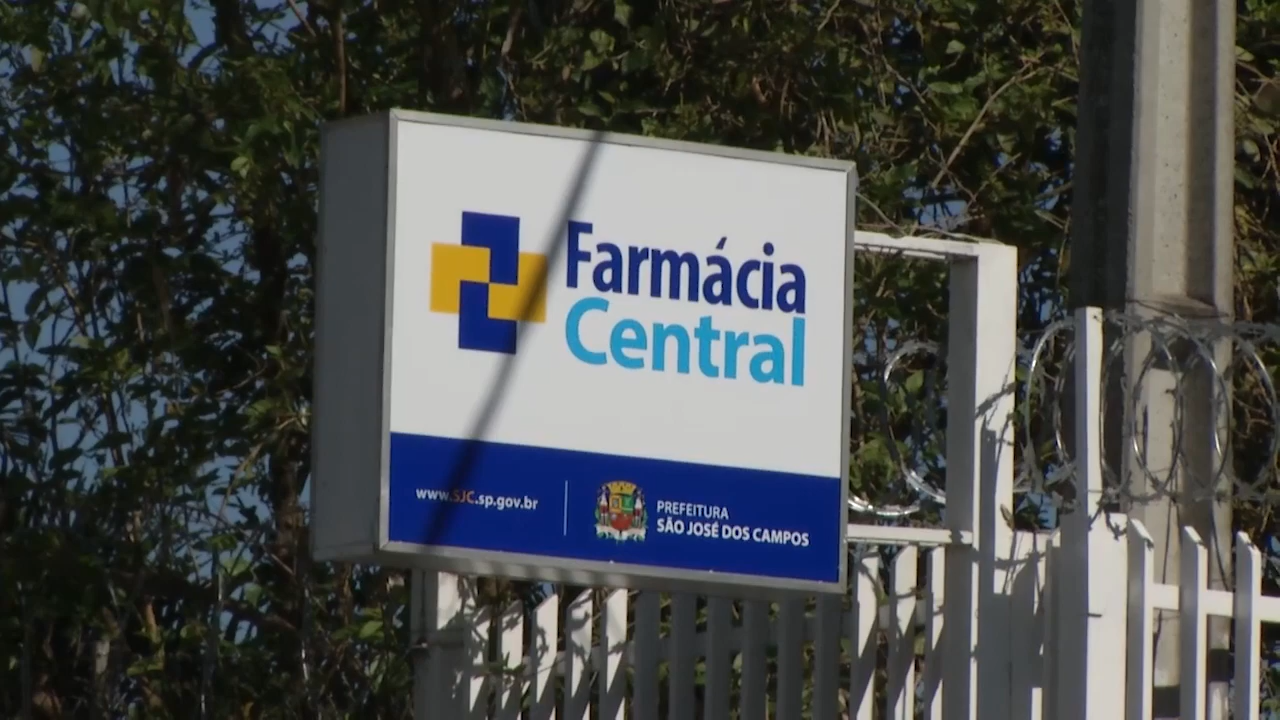 Farmácia
Central
www.SJC.sp.gov.br
PREFEITURA
SÃO JOSÉ DOS CAMPOS